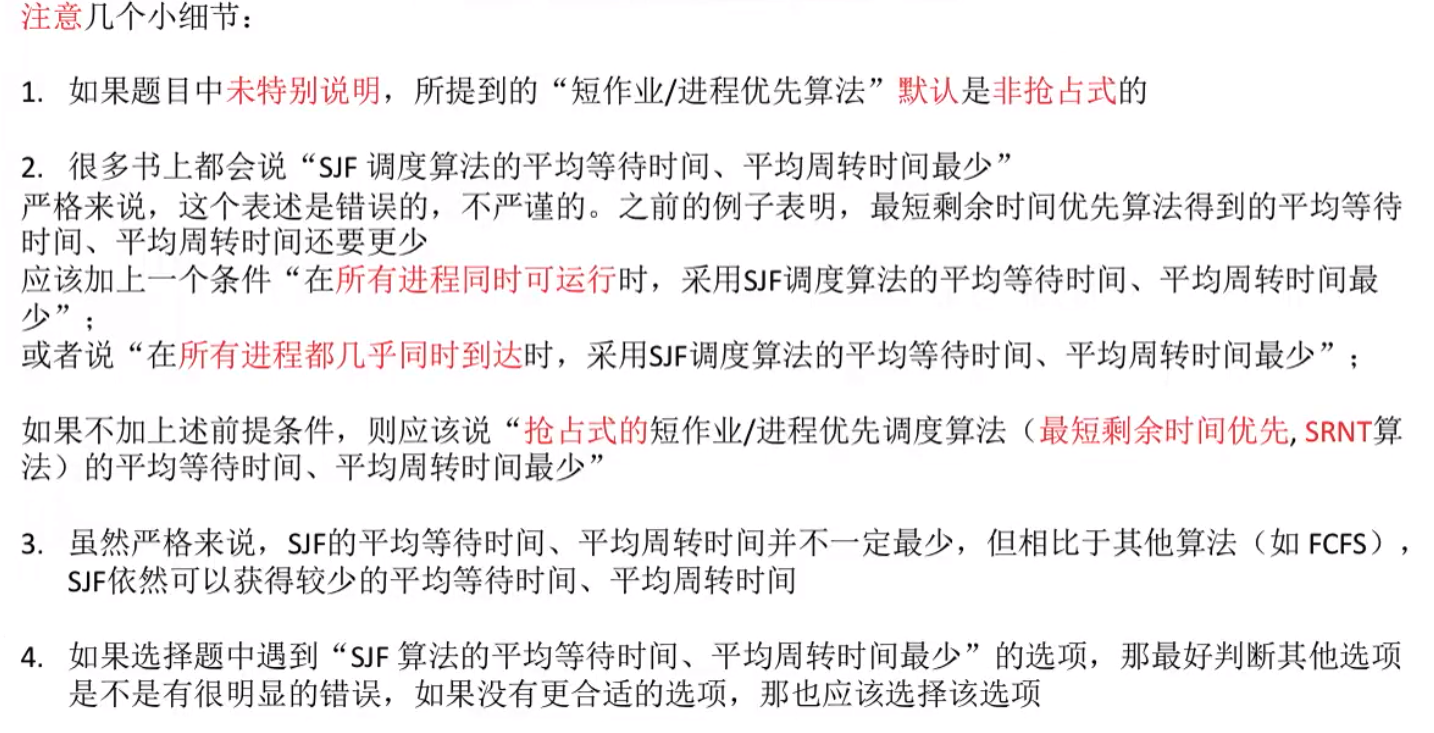 注意几个小细节：
1. 如果题目中未特别说明，所提到的“短作业/进程优先算法”默认是非抢占式的
2. 很多书上都会说“SJF 调度算法的平均等待时间、平均周转时间最少”
严格来说，这个表述是错误的，不严谨的。之前的例子表明，最短剩余时间优先算法得到的平均等待
时间、平均周转时间还要更少
应该加上一个条件“在所有进程同时可运行时，采用SJF调度算法的平均等待时间、平均周转时间最
少”；
或者说“在所有进程都几乎同时到达时，采用SJF调度算法的平均等待时间、平均周转时间最少”；
如果不加上述前提条件，则应该说“抢占式的短作业/进程优先调度算法（最短剩余时间优先, SRNT算
法）的平均等待时间、平均周转时间最少”
3. 虽然严格来说，SJF的平均等待时间、平均周转时间并不一定最少，但相比于其他算法（如 FCFS），
SJF依然可以获得较少的平均等待时间、平均周转时间
4. 如果选择题中遇到“SJF 算法的平均等待时间、平均周转时间最少”的选项，那最好判断其他选项
是不是有很明显的错误，如果没有更合适的选项，那也应该选择该选项